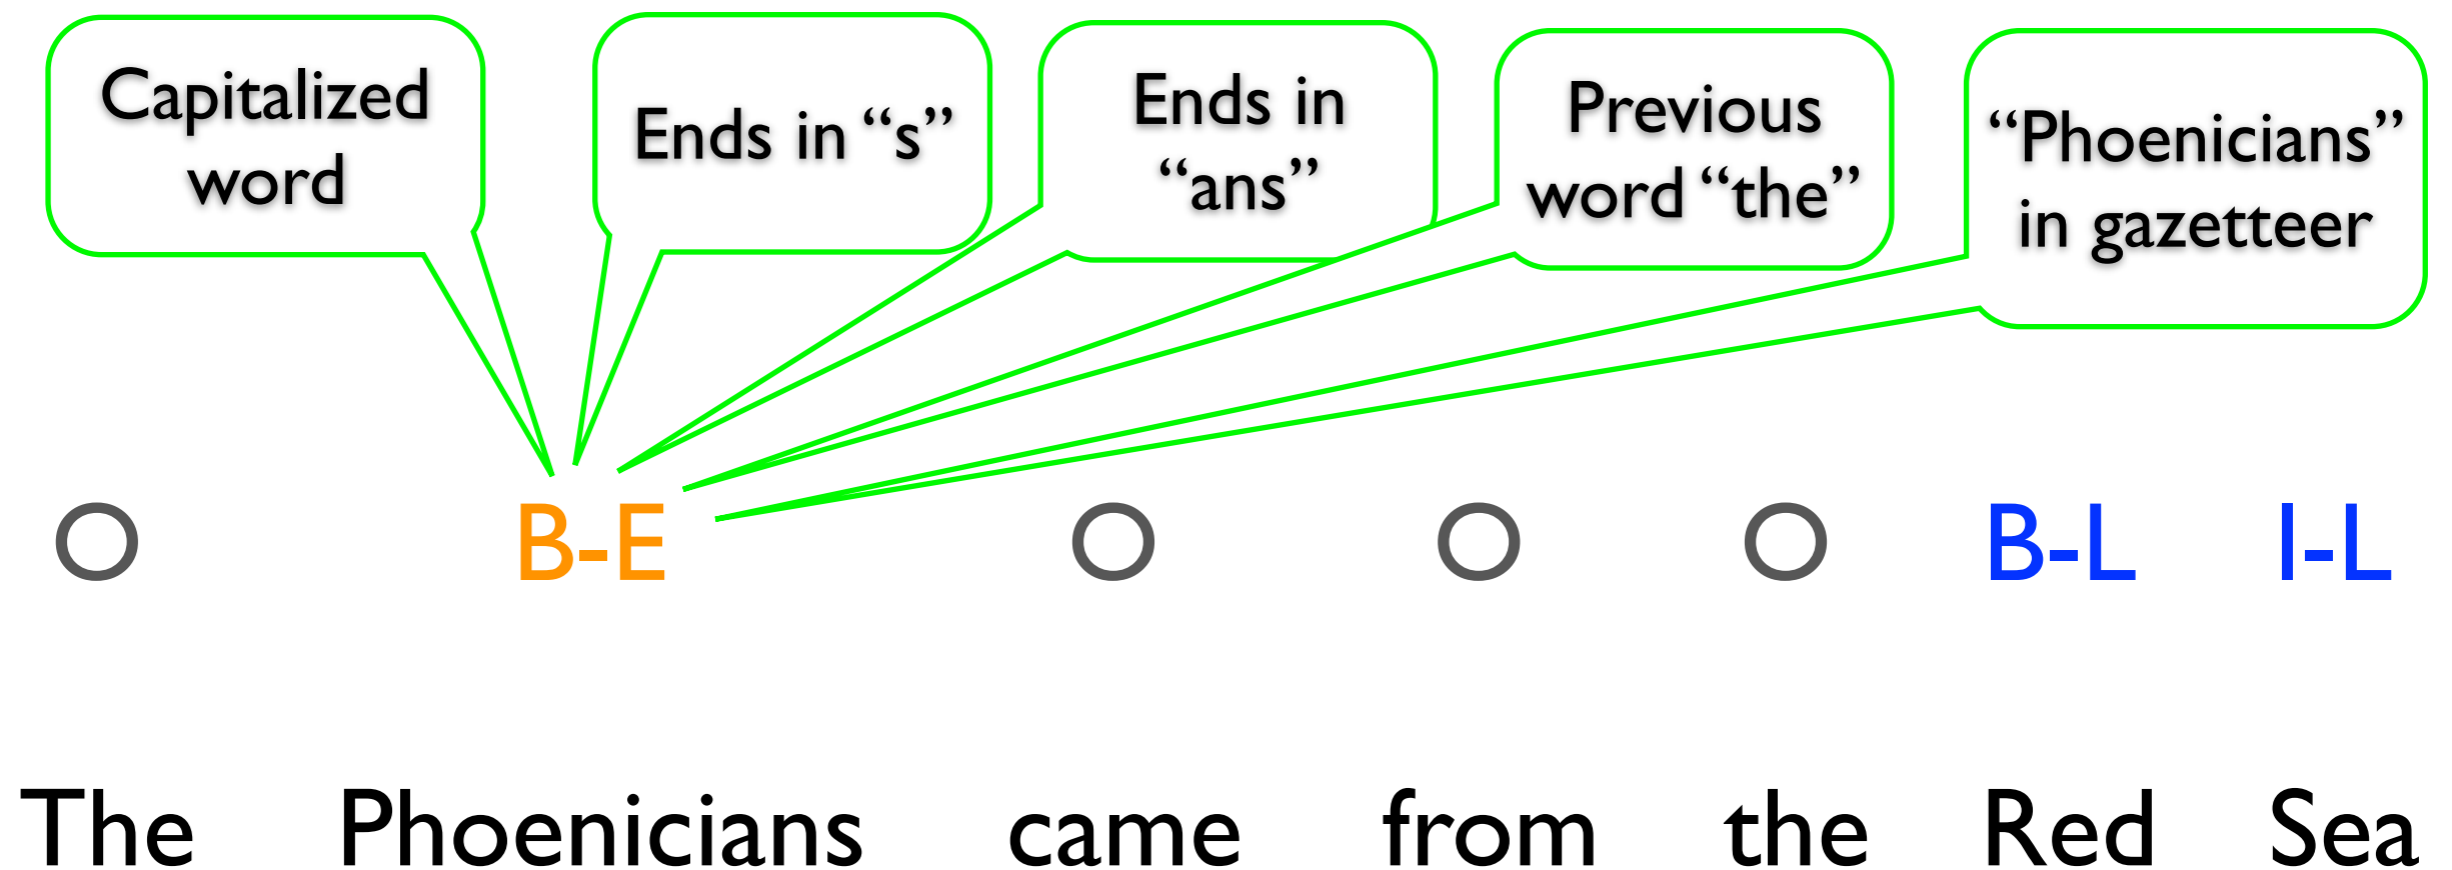 Capitalized
word
Ends in “s”
Ends in
“ans”
Previous
word “the”
“Phoenicians”
in gazetteer
O B-E O O O B-L I-L
The Phoenicians came from the Red Sea